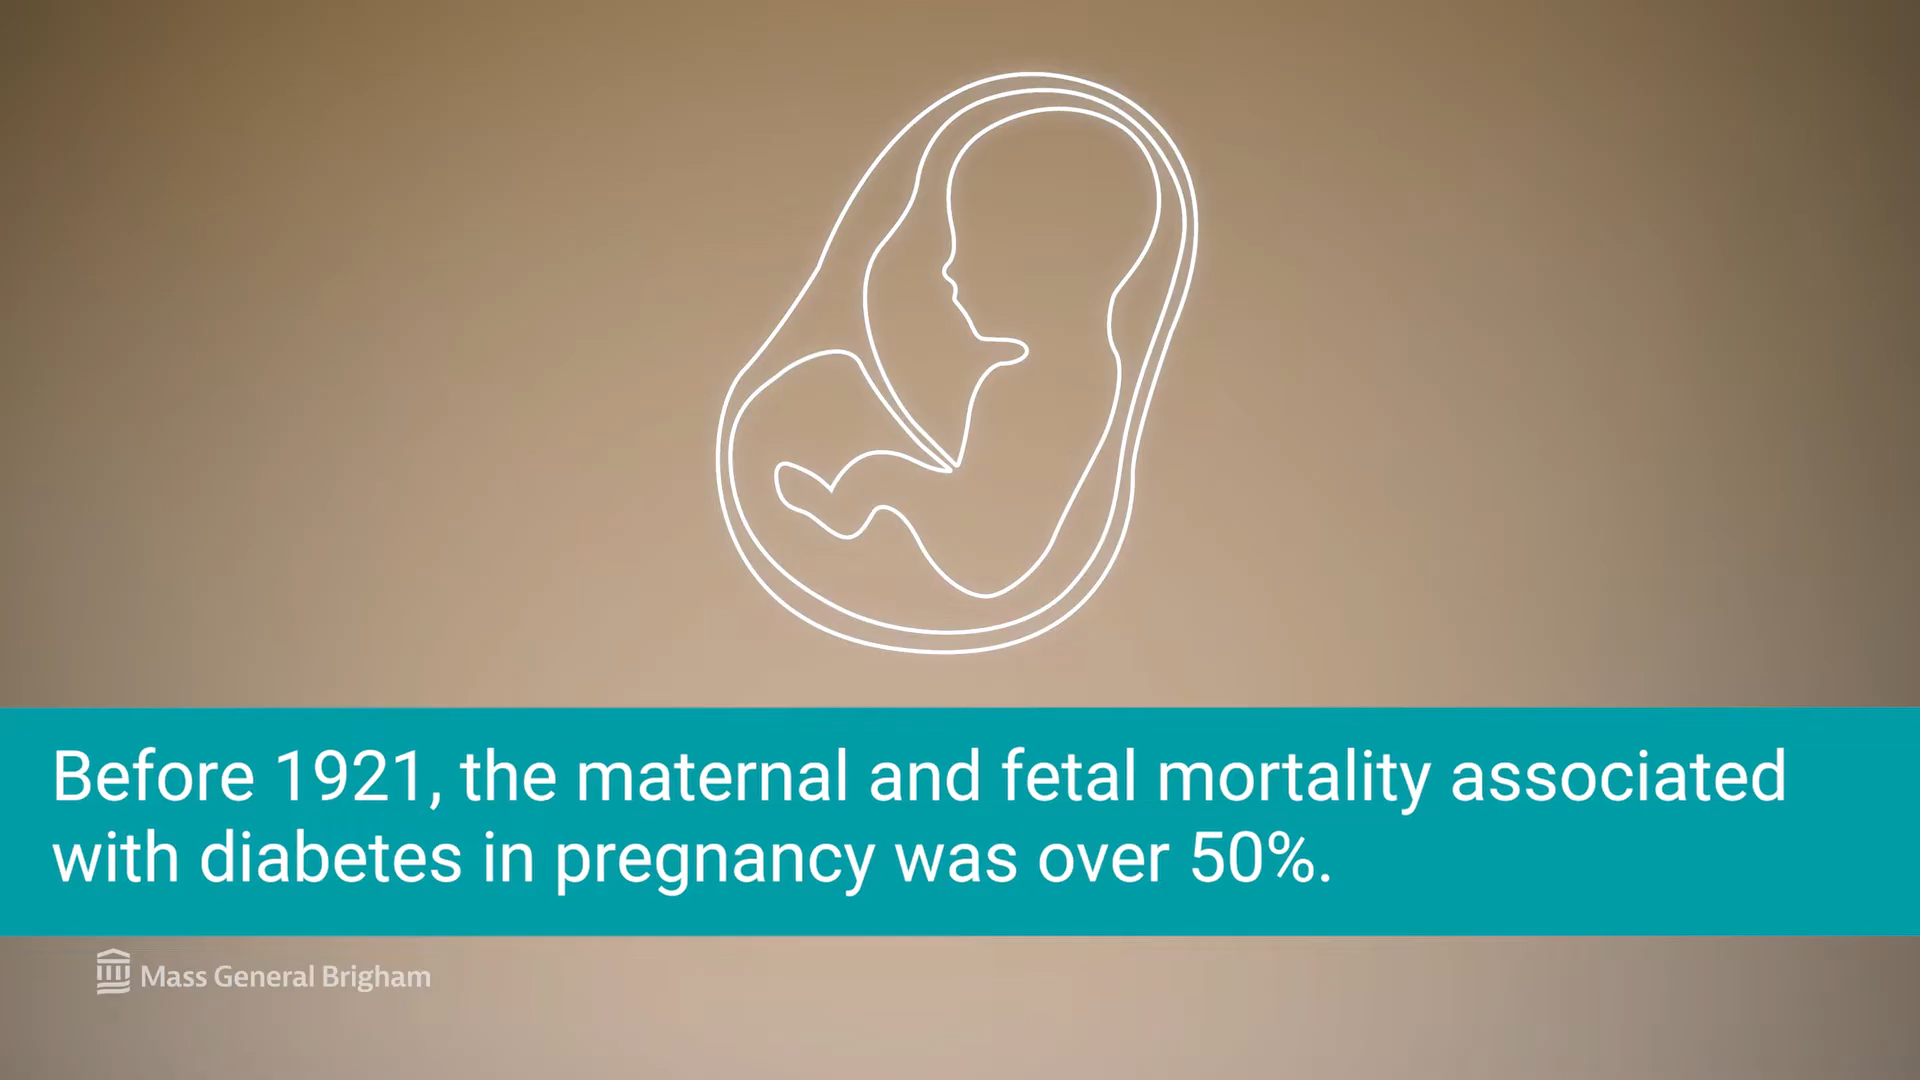 Before 1921, the maternal and fetal mortality associated
with diabetes in pregnancy was over 50%.
Mass General Brigham